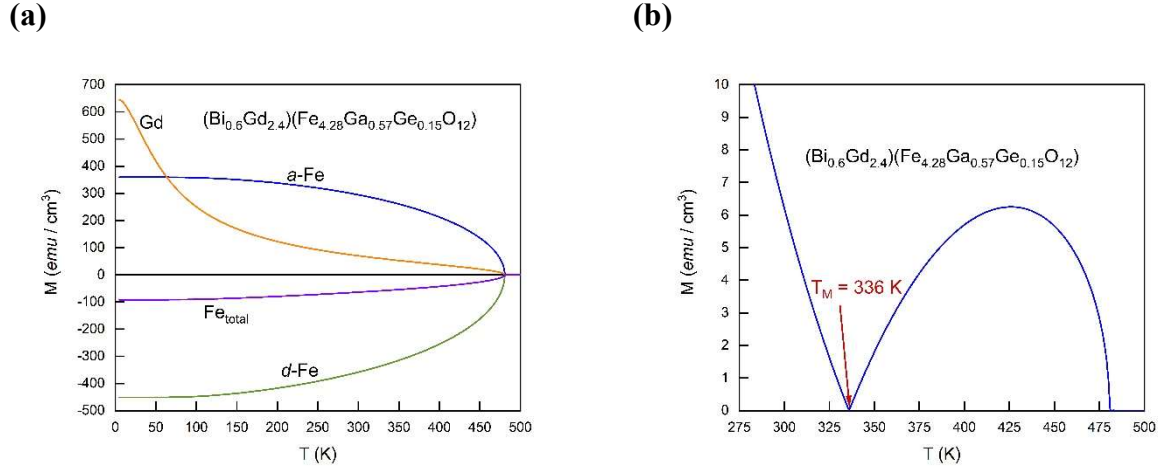 (a)
(b)
700
600
500
400
300
200
100
0
-100
-200
-300
-400
-500
M (emu / cm³)
Gd
(Bi₀.₆Gd₂.₄)(Fe₄.₂₈Ga₀.₅₇Ge₀.₁₅O₁₂)
a-Fe
Fe_total
d-Fe
0 50 100 150 200 250 300 350 400 450 500
T (K)
10
9
8
7
6
5
4
3
2
1
0
M (emu / cm³)
(Bi₀.₆Gd₂.₄)(Fe₄.₂₈Ga₀.₅₇Ge₀.₁₅O₁₂)
T_M = 336 K
275 300 325 350 375 400 425 450 475 500
T (K)